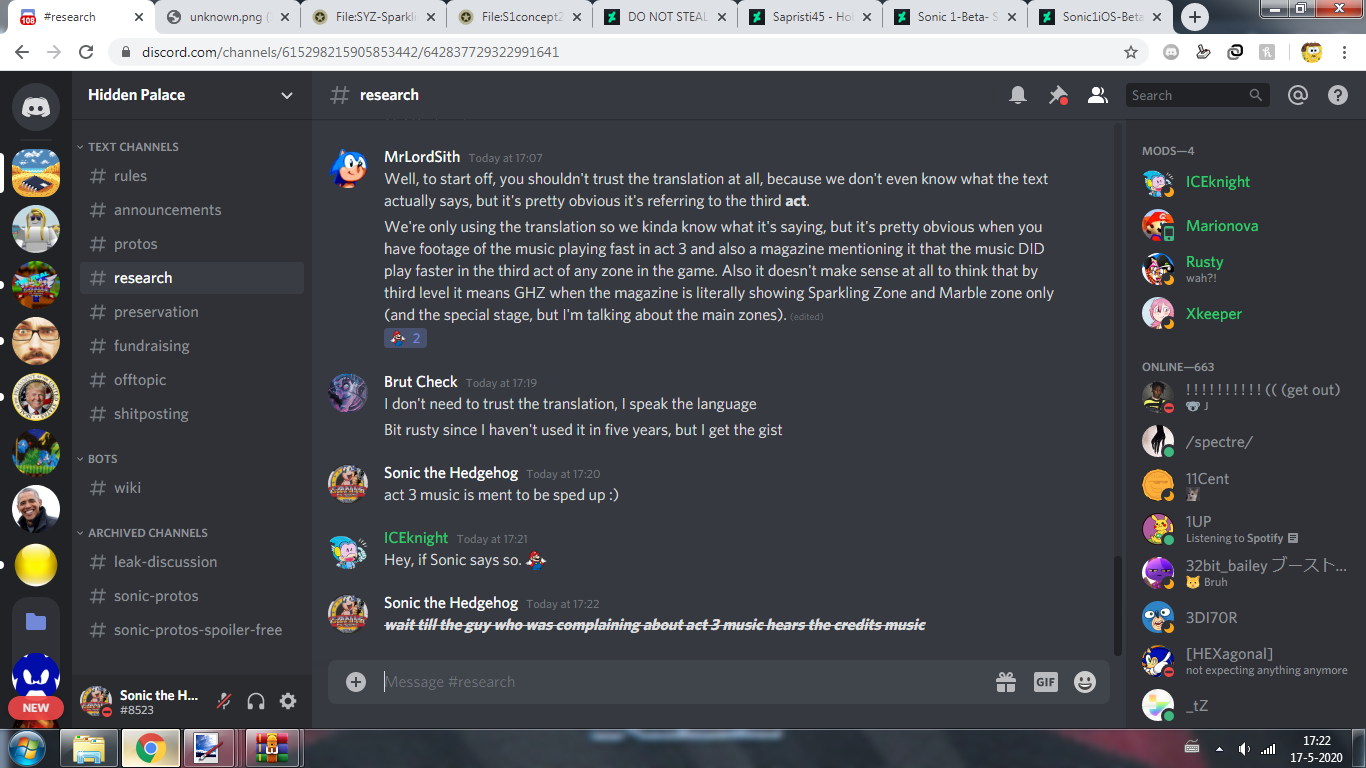 #research
unknown.png (
File:SYZ-Sparkli
File:S1concept2
DO NOT STEAL
Sapristi45 - Ho
Sonic 1-Beta- S
Sonic1iOS-Beta
discord.com/channels/615298215905853442/642837729322991641
Hidden Palace
research
Search
TEXT CHANNELS
rules
announcements
protos
research
preservation
fundraising
offtopic
shitposting
BOTS
wiki
ARCHIVED CHANNELS
leak-discussion
sonic-protos
sonic-protos-spoiler-free
108
NEW
Sonic the H...
#8523
MrLordSith Today at 17:07
Well, to start off, you shouldn't trust the translation at all, because we don't even know what the text
actually says, but it's pretty obvious it's referring to the third act.
We're only using the translation so we kinda know what it's saying, but it's pretty obvious when you
have footage of the music playing fast in act 3 and also a magazine mentioning it that the music DID
play faster in the third act of any zone in the game. Also it doesn't make sense at all to think that by
third level it means GHZ when the magazine is literally showing Sparkling Zone and Marble zone only
(and the special stage, but I'm talking about the main zones). (edited)
2
Brut Check Today at 17:19
I don't need to trust the translation, I speak the language
Bit rusty since I haven't used it in five years, but I get the gist
Sonic the Hedgehog Today at 17:20
act 3 music is ment to be sped up :)
ICEknight Today at 17:21
Hey, if Sonic says so.
Sonic the Hedgehog Today at 17:22
wait till the guy who was complaining about act 3 music hears the credits music
Message #research
GIF
MODS—4
ICEknight
Marionova
Rusty
wah?!
Xkeeper
ONLINE—663
! ! ! ! ! ! ! ! ! ! (( (get out)
J
/spectre/
11Cent
1UP
Listening to Spotify
32bit_bailey ブースト...
Bruh
3DI70R
[HEXagonal]
not expecting anything anymore
_tZ
17:22
17-5-2020